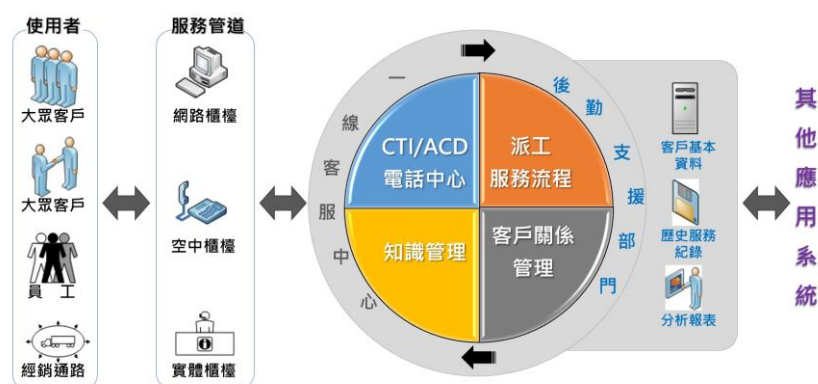 使用者
大眾客戶
大眾客戶
員 工
經銷通路
服務管道
網路櫃檯
空中櫃檯
實體櫃檯
一線客服中心
CTI/ACD
電話中心
派工
服務流程
知識管理
客戶關係
管理
後勤支援部門
客戶基本
資料
歷史服務
紀錄
分析報表
其他應用系統